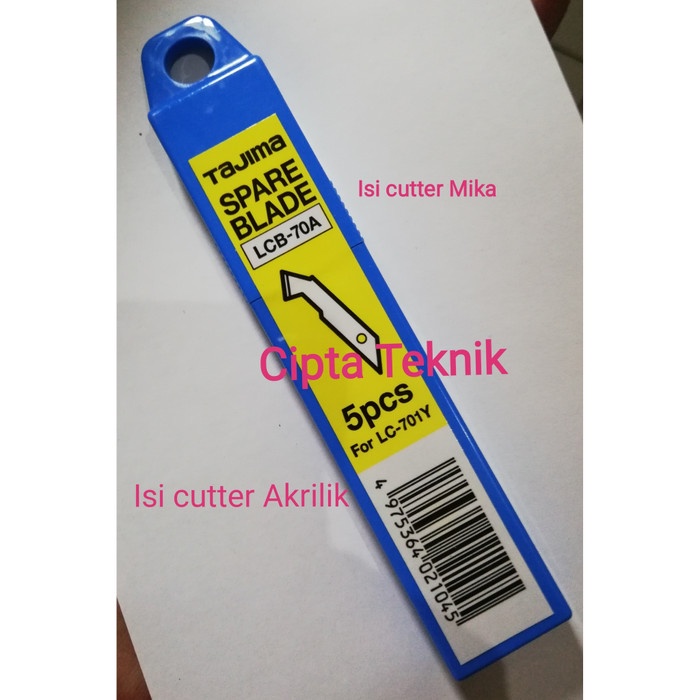 TaJima
SPARE
BLADE
LCB-70A
Isi cutter Mika
Cipta Teknik
5pcs
For LC-701Y
Isi cutter Akrilik
4 975364 021045